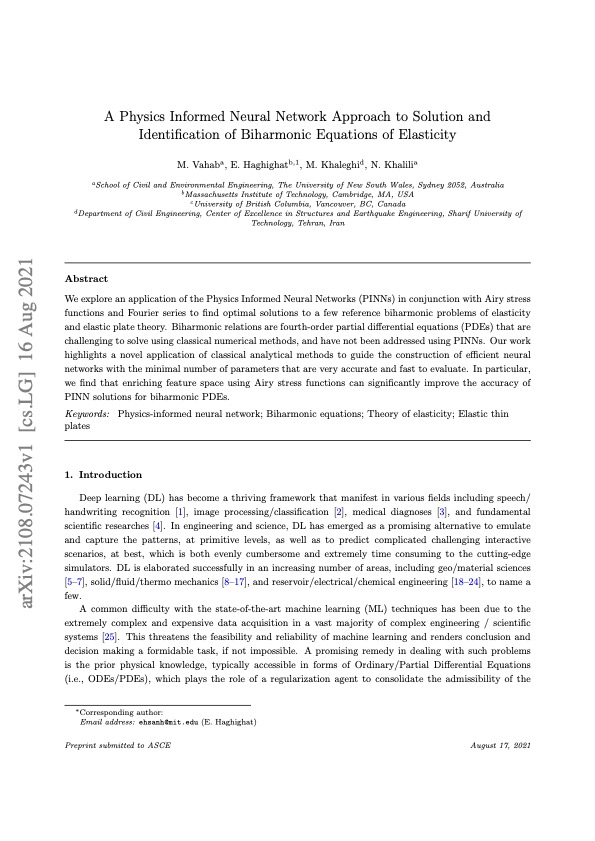 A Physics Informed Neural Network Approach to Solution and
Identification of Biharmonic Equations of Elasticity
M. Vahabᵃ, E. Haghighatᵇ,¹, M. Khaleghiᵈ, N. Khaliliᵃ
ᵃSchool of Civil and Environmental Engineering, The University of New South Wales, Sydney 2052, Australia
ᵇMassachusetts Institute of Technology, Cambridge, MA, USA
ᶜUniversity of British Columbia, Vancouver, BC, Canada
ᵈDepartment of Civil Engineering, Center of Excellence in Structures and Earthquake Engineering, Sharif University of
Technology, Tehran, Iran
Abstract
We explore an application of the Physics Informed Neural Networks (PINNs) in conjunction with Airy stress
functions and Fourier series to find optimal solutions to a few reference biharmonic problems of elasticity
and elastic plate theory. Biharmonic relations are fourth-order partial differential equations (PDEs) that are
challenging to solve using classical numerical methods, and have not been addressed using PINNs. Our work
highlights a novel application of classical analytical methods to guide the construction of efficient neural
networks with the minimal number of parameters that are very accurate and fast to evaluate. In particular,
we find that enriching feature space using Airy stress functions can significantly improve the accuracy of
PINN solutions for biharmonic PDEs.
Keywords: Physics-informed neural network; Biharmonic equations; Theory of elasticity; Elastic thin
plates
1. Introduction
Deep learning (DL) has become a thriving framework that manifest in various fields including speech/
handwriting recognition [1], image processing/classification [2], medical diagnoses [3], and fundamental
scientific researches [4]. In engineering and science, DL has emerged as a promising alternative to emulate
and capture the patterns, at primitive levels, as well as to predict complicated challenging interactive
scenarios, at best, which is both evenly cumbersome and extremely time consuming to the cutting-edge
simulators. DL is elaborated successfully in an increasing number of areas, including geo/material sciences
[5–7], solid/fluid/thermo mechanics [8–17], and reservoir/electrical/chemical engineering [18–24], to name a
few.
A common difficulty with the state-of-the-art machine learning (ML) techniques has been due to the
extremely complex and expensive data acquisition in a vast majority of complex engineering / scientific
systems [25]. This threatens the feasibility and reliability of machine learning and renders conclusion and
decision making a formidable task, if not impossible. A promising remedy in dealing with such problems
is the prior physical knowledge, typically accessible in forms of Ordinary/Partial Differential Equations
(i.e., ODEs/PDEs), which plays the role of a regularization agent to consolidate the admissibility of the
*Corresponding author:
Email address: ehsanh@mit.edu (E. Haghighat)
Preprint submitted to ASCE August 17, 2021
arXiv:2108.07243v1 [cs.LG] 16 Aug 2021